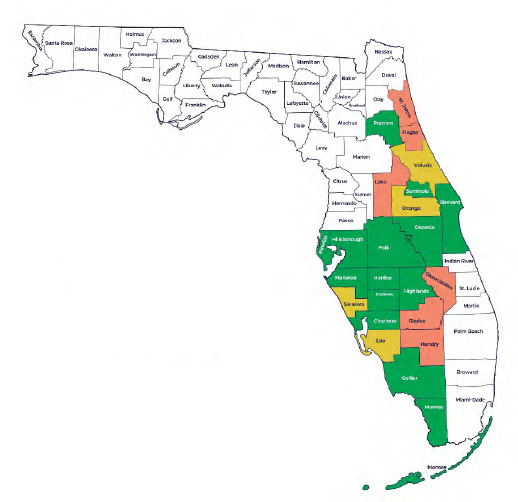 Escambia
Santa Rosa
Okaloosa
Walton
Holmes
Washington
Jackson
Bay
Calhoun
Gulf
Gadsden
Liberty
Franklin
Leon
Wakulla
Jefferson
Madison
Taylor
Hamilton
Suwannee
Lafayette
Dixie
Columbia
Gilchrist
Baker
Union
Bradford
Alachua
Levy
Nassau
Duval
Clay
St. Johns
Putnam
Flagler
Marion
Volusia
Citrus
Sumter
Lake
Hernando
Pasco
Seminole
Orange
Brevard
Osceola
Pinellas
Hillsborough
Polk
Indian River
Manatee
Hardee
Highlands
Okeechobee
St. Lucie
Sarasota
DeSoto
Martin
Charlotte
Glades
Palm Beach
Lee
Hendry
Collier
Broward
Monroe
Miami-Dade
Monroe